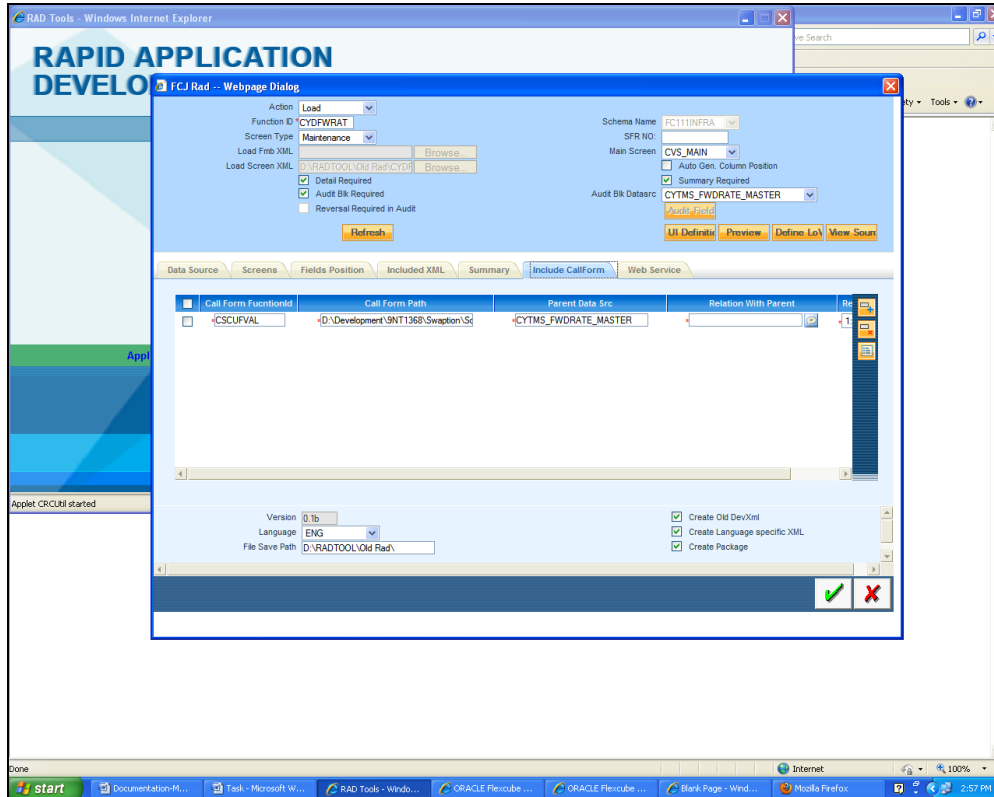 RAD Tools - Windows Internet Explorer
ve Search
RAPID APPLICATION
DEVELO
ety
Tools
FCJ Rad -- Webpage Dialog
Action Load
Function ID * CYDFWRAT
Schema Name FC111INFRA
Screen Type Maintenance
SFR NO:
Load Fmb XML Browse...
Main Screen CVS_MAIN
Load Screen XML D:\RADTOOL\Old Rad\CYDF Browse...
Auto Gen. Column Position
Detail Required
Summary Required
Audit Blk Required
Audit Blk Datasrc CYTMS_FWDRATE_MASTER
Reversal Required in Audit
Audit Field
Refresh
UI Definitic Preview Define LoV View Sourc
Data Source Screens Fields Position Included XML Summary Include CallForm Web Service
Call Form FucntionId Call Form Path Parent Data Src Relation With Parent Re
CSCUFVAL D:\Development\9NT1368\Swaption\Sc CYTMS_FWDRATE_MASTER 1:
Appl
Applet CRCUtil started
Version 0.1b
Create Old DevXml
Language ENG
Create Language specific XML
File Save Path D:\RADTOOL\Old Rad\
Create Package
Done
Internet
100%
start
Documentation-M...
Task - Microsoft W...
RAD Tools - Windo...
ORACLE Flexcube ...
ORACLE Flexcube ...
Blank Page - Wind...
Mozilla Firefox
2:57 PM